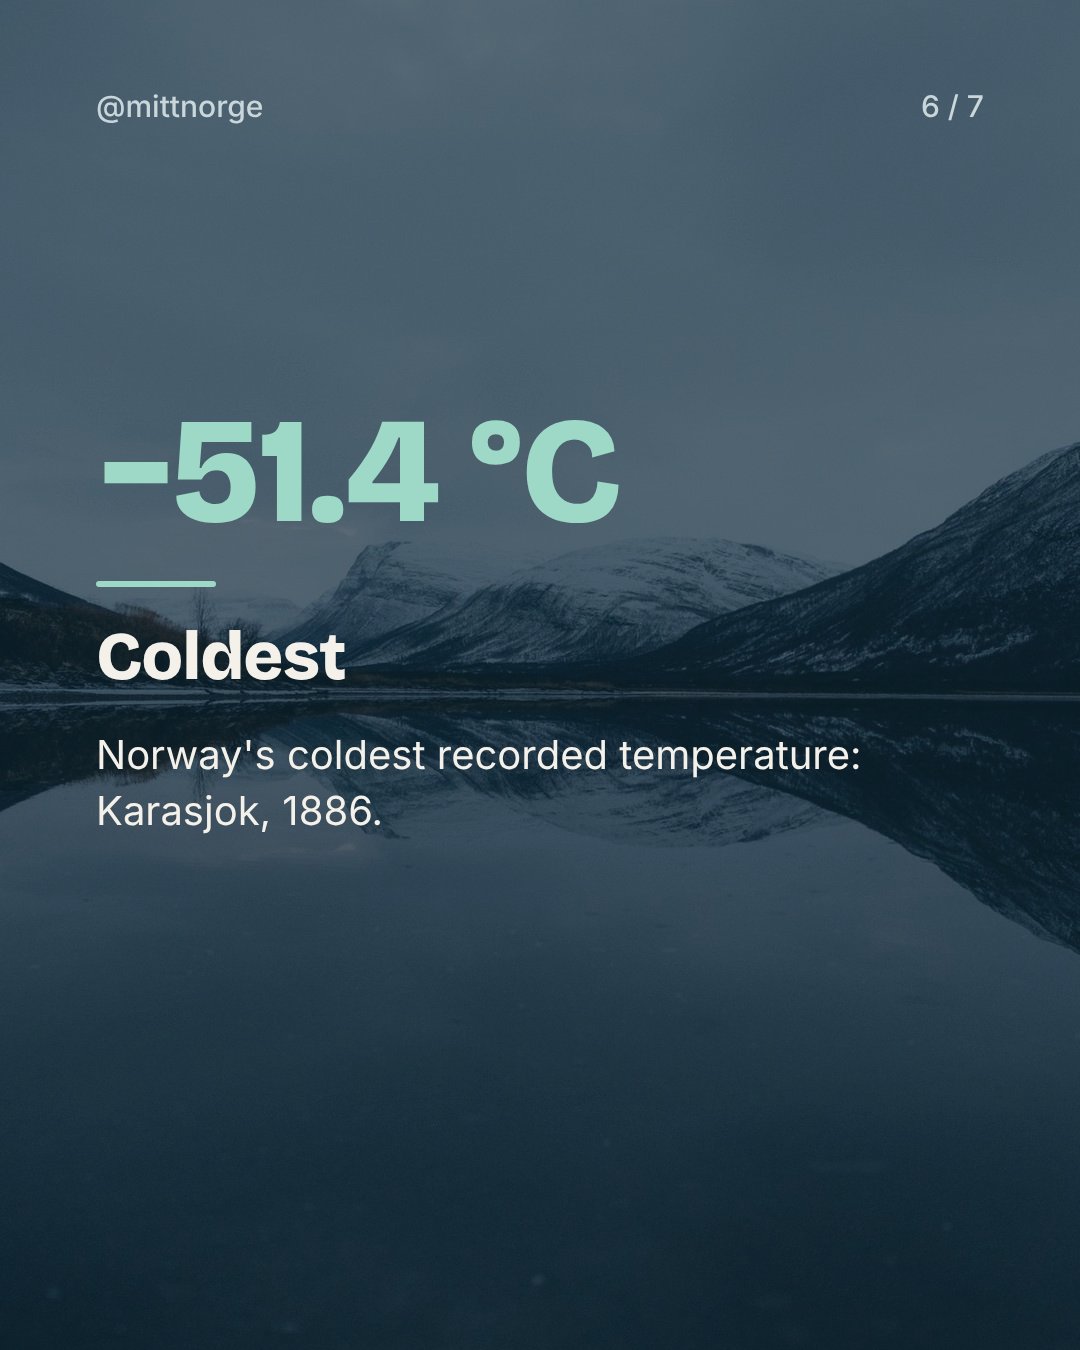 @mittnorge
6 / 7
−51.4 °C
Coldest
Norway's coldest recorded temperature:
Karasjok, 1886.